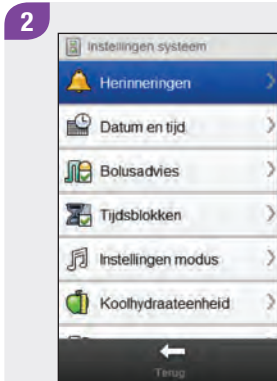 2
Instellingen systeem
Herinneringen
Datum en tijd
Bolusadvies
Tijdsblokken
Instellingen modus
Koolhydraateenheid
Terug